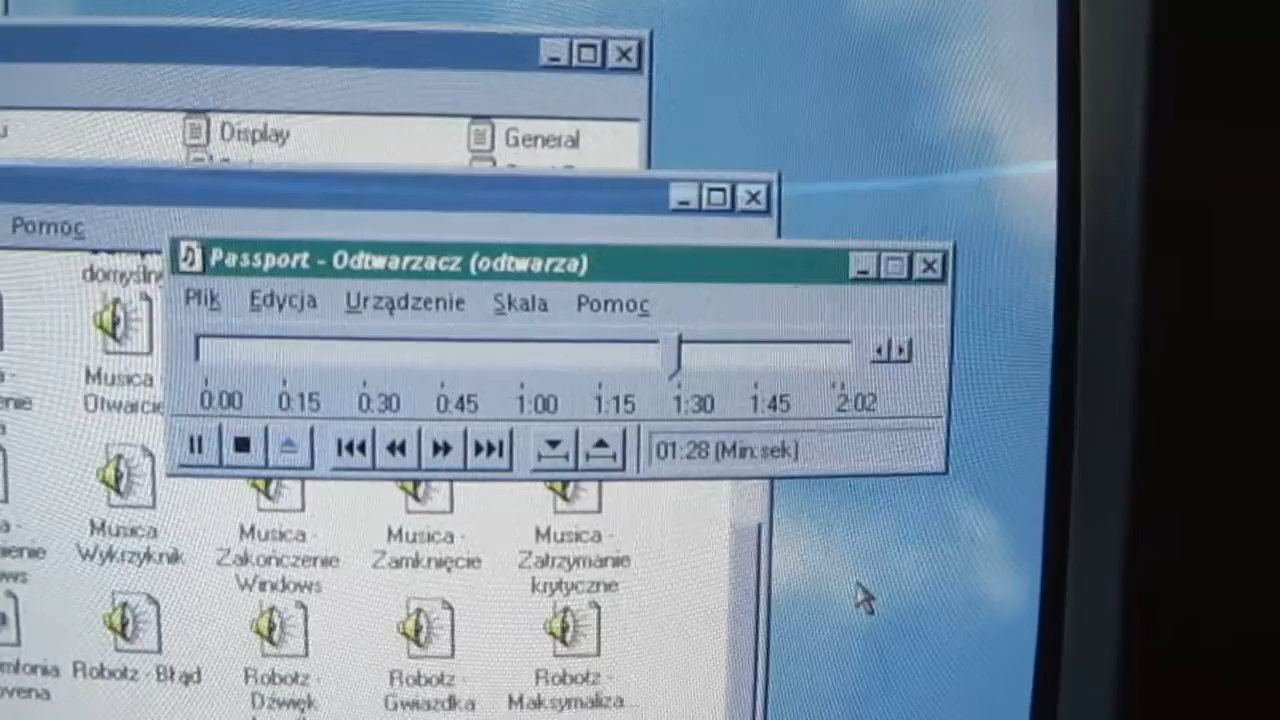 Display
General
Pomoc
Passport - Odtwarzacz (odtwarza)
Plik Edycja Urządzenie Skala Pomoc
0:00 0:15 0:30 0:45 1:00 1:15 1:30 1:45 2:02
01:28 (Min:sek)
Musica
Otwarcie
Musica
Wykrzyknik
Musica -
Zakończenie
Windows
Musica -
Zamknięcie
Musica -
Zatrzymanie
krytyczne
Robotz - Błąd
Robotz -
Dźwięk
Robotz -
Gwiazdka
Robotz -
Maksymaliza...